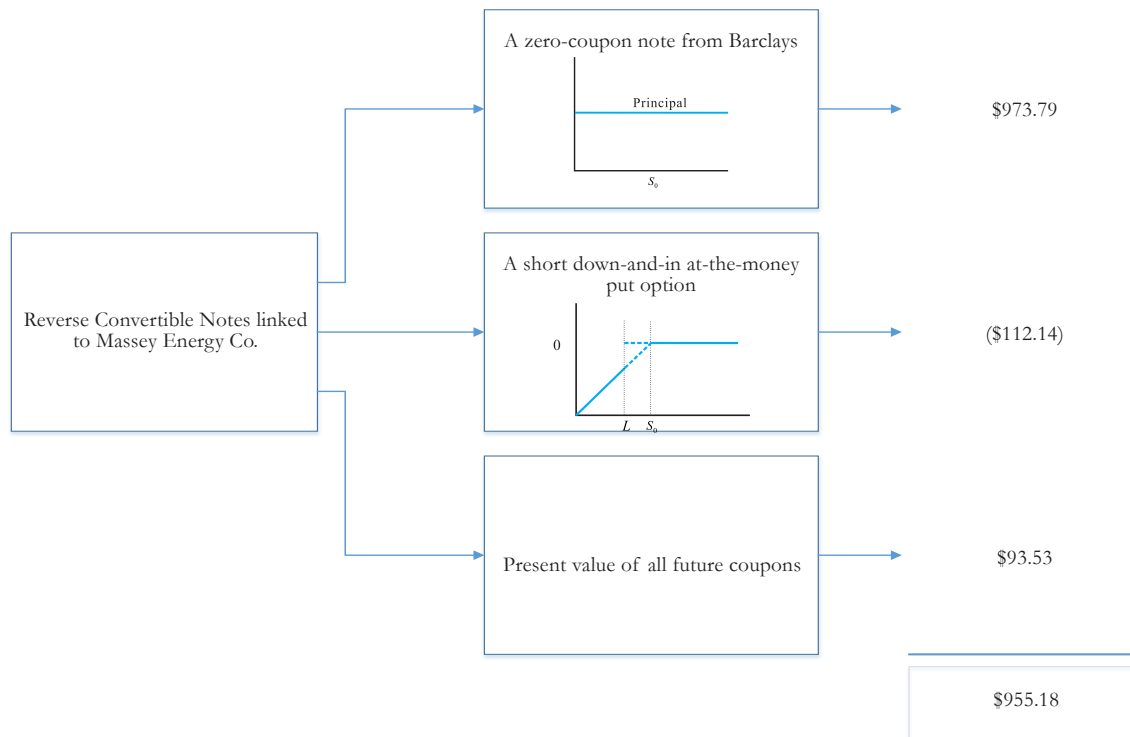 A zero-coupon note from Barclays
Principal
S₀
$973.79
Reverse Convertible Notes linked
to Massey Energy Co.
A short down-and-in at-the-money
put option
0
L S₀
($112.14)
Present value of all future coupons
$93.53
$955.18